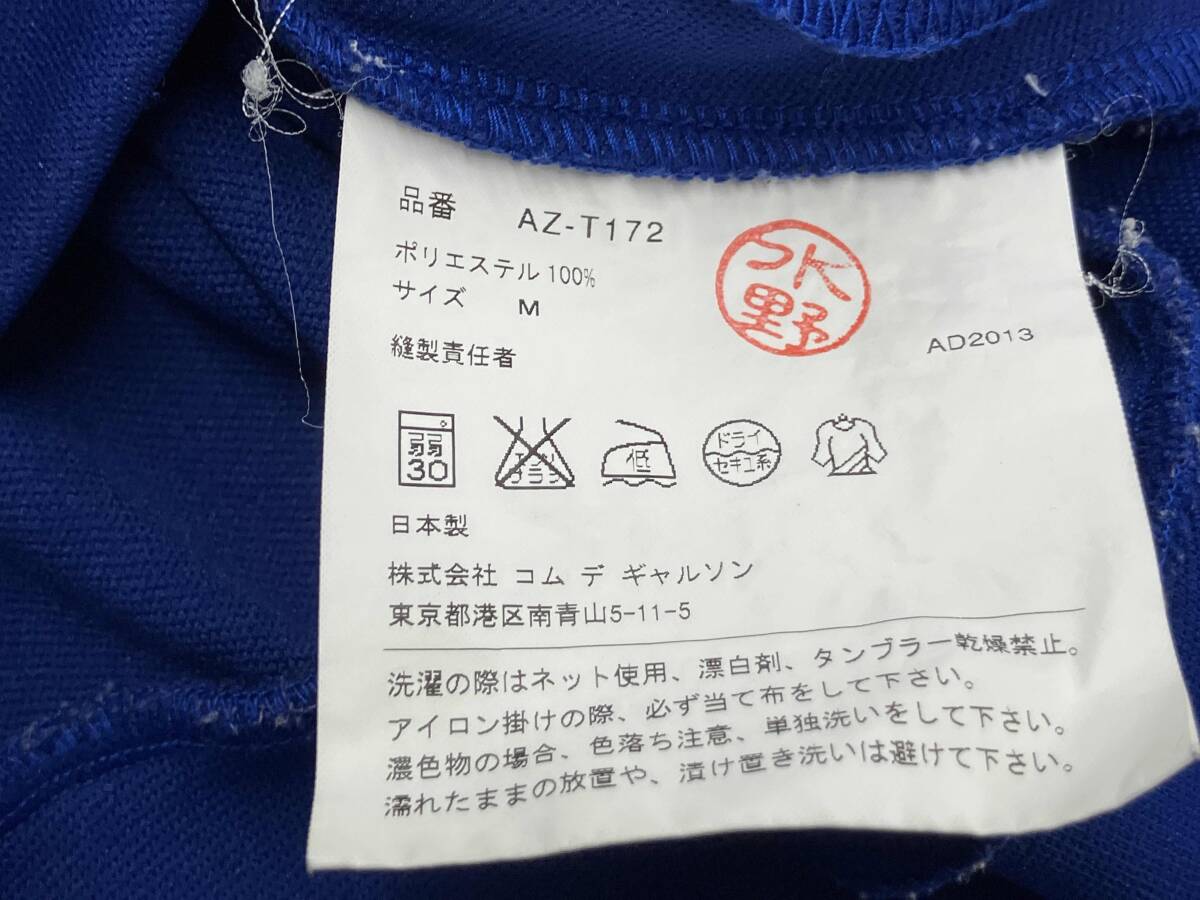 品番 AZ-T172
ポリエステル 100%
サイズ M
水野
縫製責任者
AD2013
弱
30
エンソ
サラシ
低
ドライ
セキユ系
日本製
株式会社 コム デ ギャルソン
東京都港区南青山5-11-5
洗濯の際はネット使用、漂白剤、タンブラー乾燥禁止。
アイロン掛けの際、必ず当て布をして下さい。
濃色物の場合、色落ち注意、単独洗いをして下さい。
濡れたままの放置や、漬け置き洗いは避けて下さい。